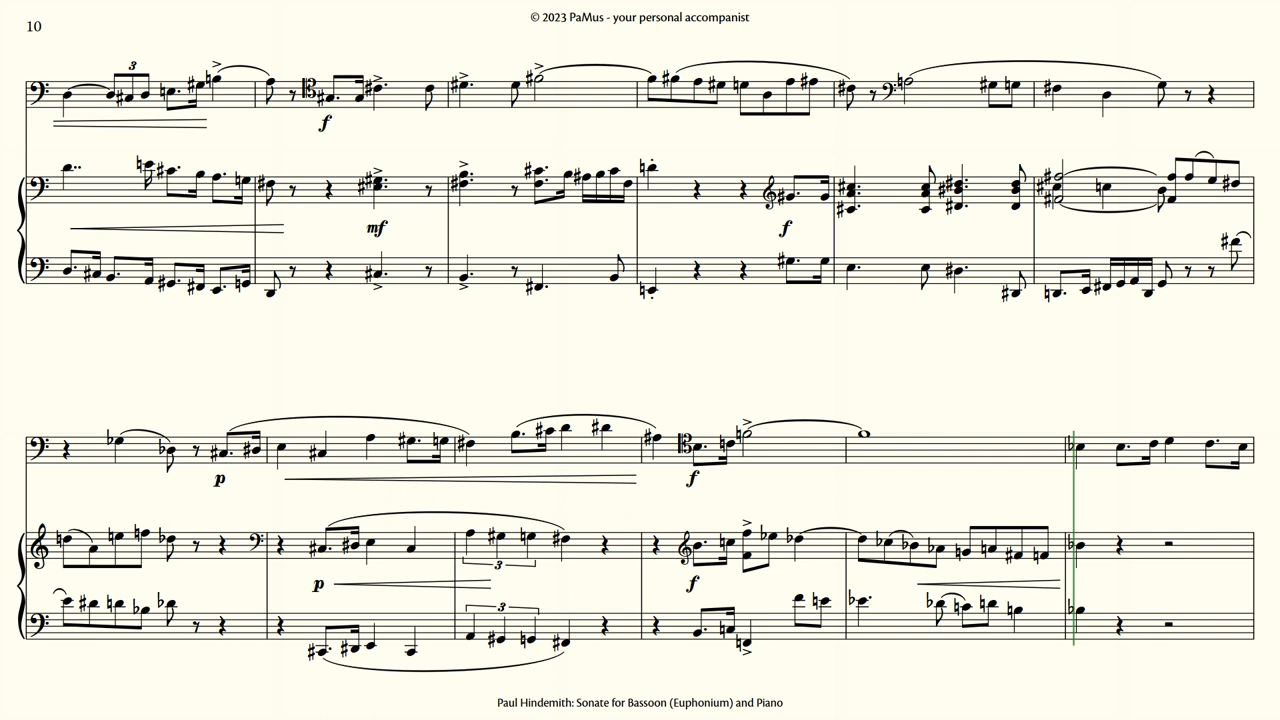 © 2023 PaMus - your personal accompanist
10
3
f
mf
f
p
p
3
3
f
f
Paul Hindemith: Sonate for Bassoon (Euphonium) and Piano